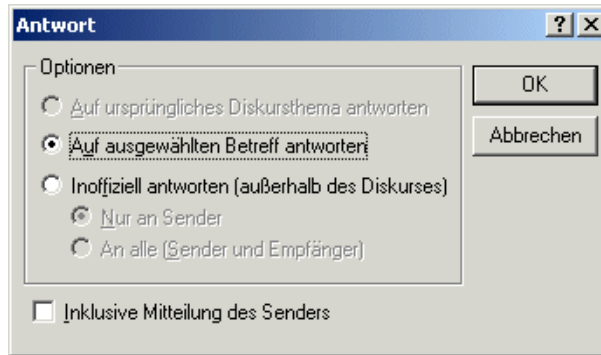 Antwort
Optionen
Auf ursprüngliches Diskursthema antworten
Auf ausgewählten Betreff antworten
Inoffiziell antworten (außerhalb des Diskurses)
Nur an Sender
An alle (Sender und Empfänger)
Inklusive Mitteilung des Senders
OK
Abbrechen